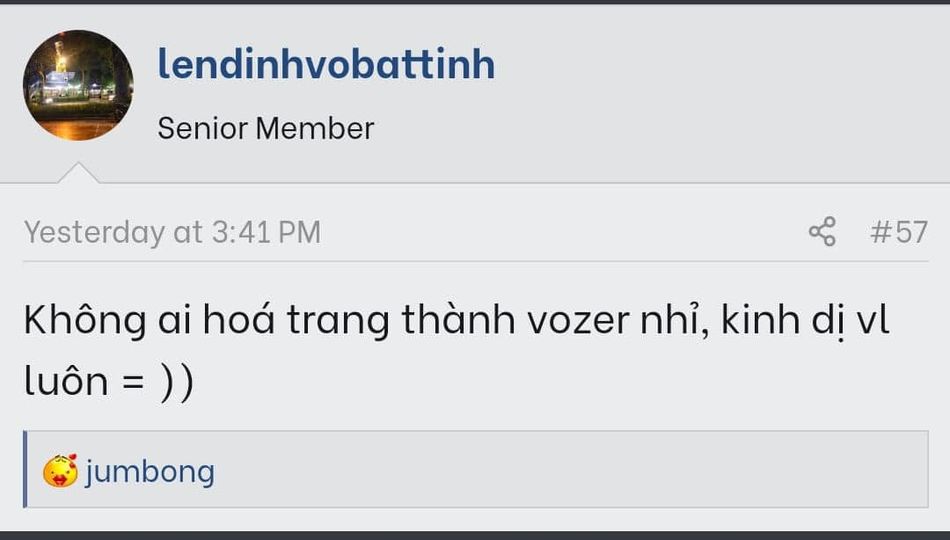 lendinhvobattinh
Senior Member
Yesterday at 3:41 PM #57
Không ai hoá trang thành vozer nhỉ, kinh dị vl
luôn = ))
jumbong